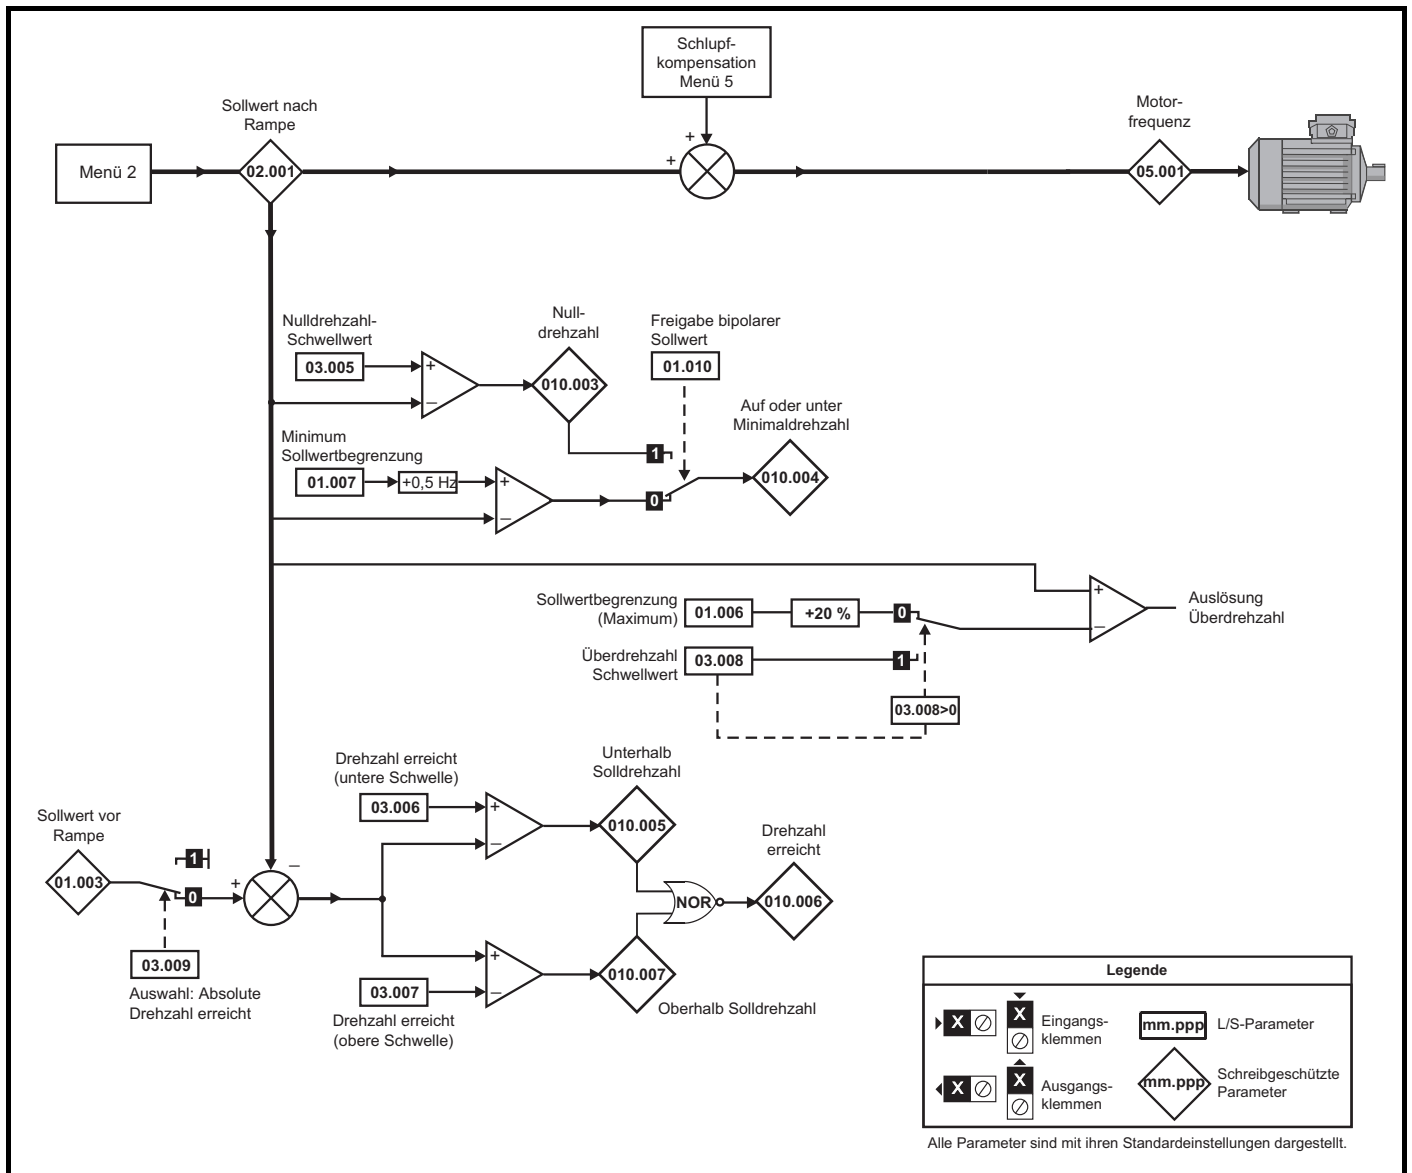 Schlupf-
kompensation
Menü 5
Sollwert nach
Rampe
Motor-
frequenz
Menü 2
02.001
+
+
05.001
Nulldrehzahl-
Schwellwert
03.005
+
–
Null-
drehzahl
010.003
Freigabe bipolarer
Sollwert
01.010
Auf oder unter
Minimaldrehzahl
010.004
Minimum
Sollwertbegrenzung
01.007
+0,5 Hz
+
–
1
0
Sollwertbegrenzung
(Maximum)
01.006
+20 %
0
+
–
Auslösung
Überdrehzahl
Überdrehzahl
Schwellwert
03.008
1
03.008>0
Drehzahl erreicht
(untere Schwelle)
03.006
+
–
Unterhalb
Solldrehzahl
010.005
Sollwert vor
Rampe
01.003
1
0
+
–
03.009
Auswahl: Absolute
Drehzahl erreicht
NOR
Drehzahl
erreicht
010.006
03.007
+
–
Drehzahl erreicht
(obere Schwelle)
010.007
Oberhalb Solldrehzahl
Legende
X
X
Eingangs-
klemmen
mm.ppp
L/S-Parameter
X
X
Ausgangs-
klemmen
mm.ppp
Schreibgeschützte
Parameter
Alle Parameter sind mit ihren Standardeinstellungen dargestellt.